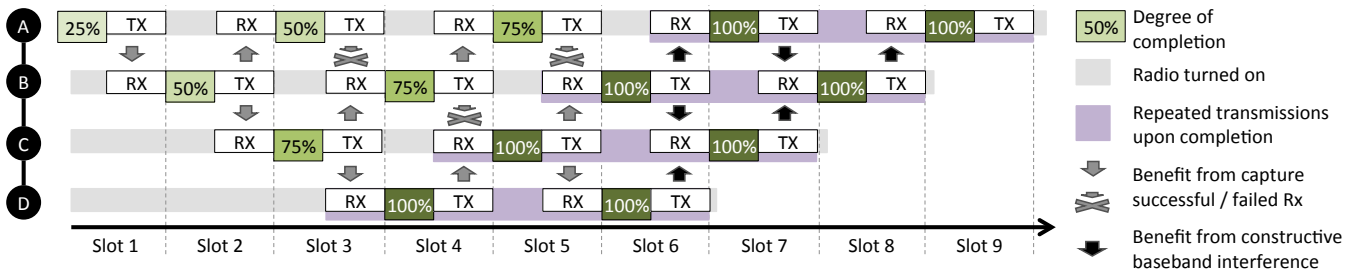 A 25% TX RX 50% TX RX 75% TX RX 100% TX RX 100% TX
B RX 50% TX RX 75% TX RX 100% TX RX 100% TX
C RX 75% TX RX 100% TX RX 100% TX
D RX 100% TX RX 100% TX
Slot 1 Slot 2 Slot 3 Slot 4 Slot 5 Slot 6 Slot 7 Slot 8 Slot 9
50% Degree of
completion
Radio turned on
Repeated transmissions
upon completion
Benefit from capture
successful / failed Rx
Benefit from constructive
baseband interference